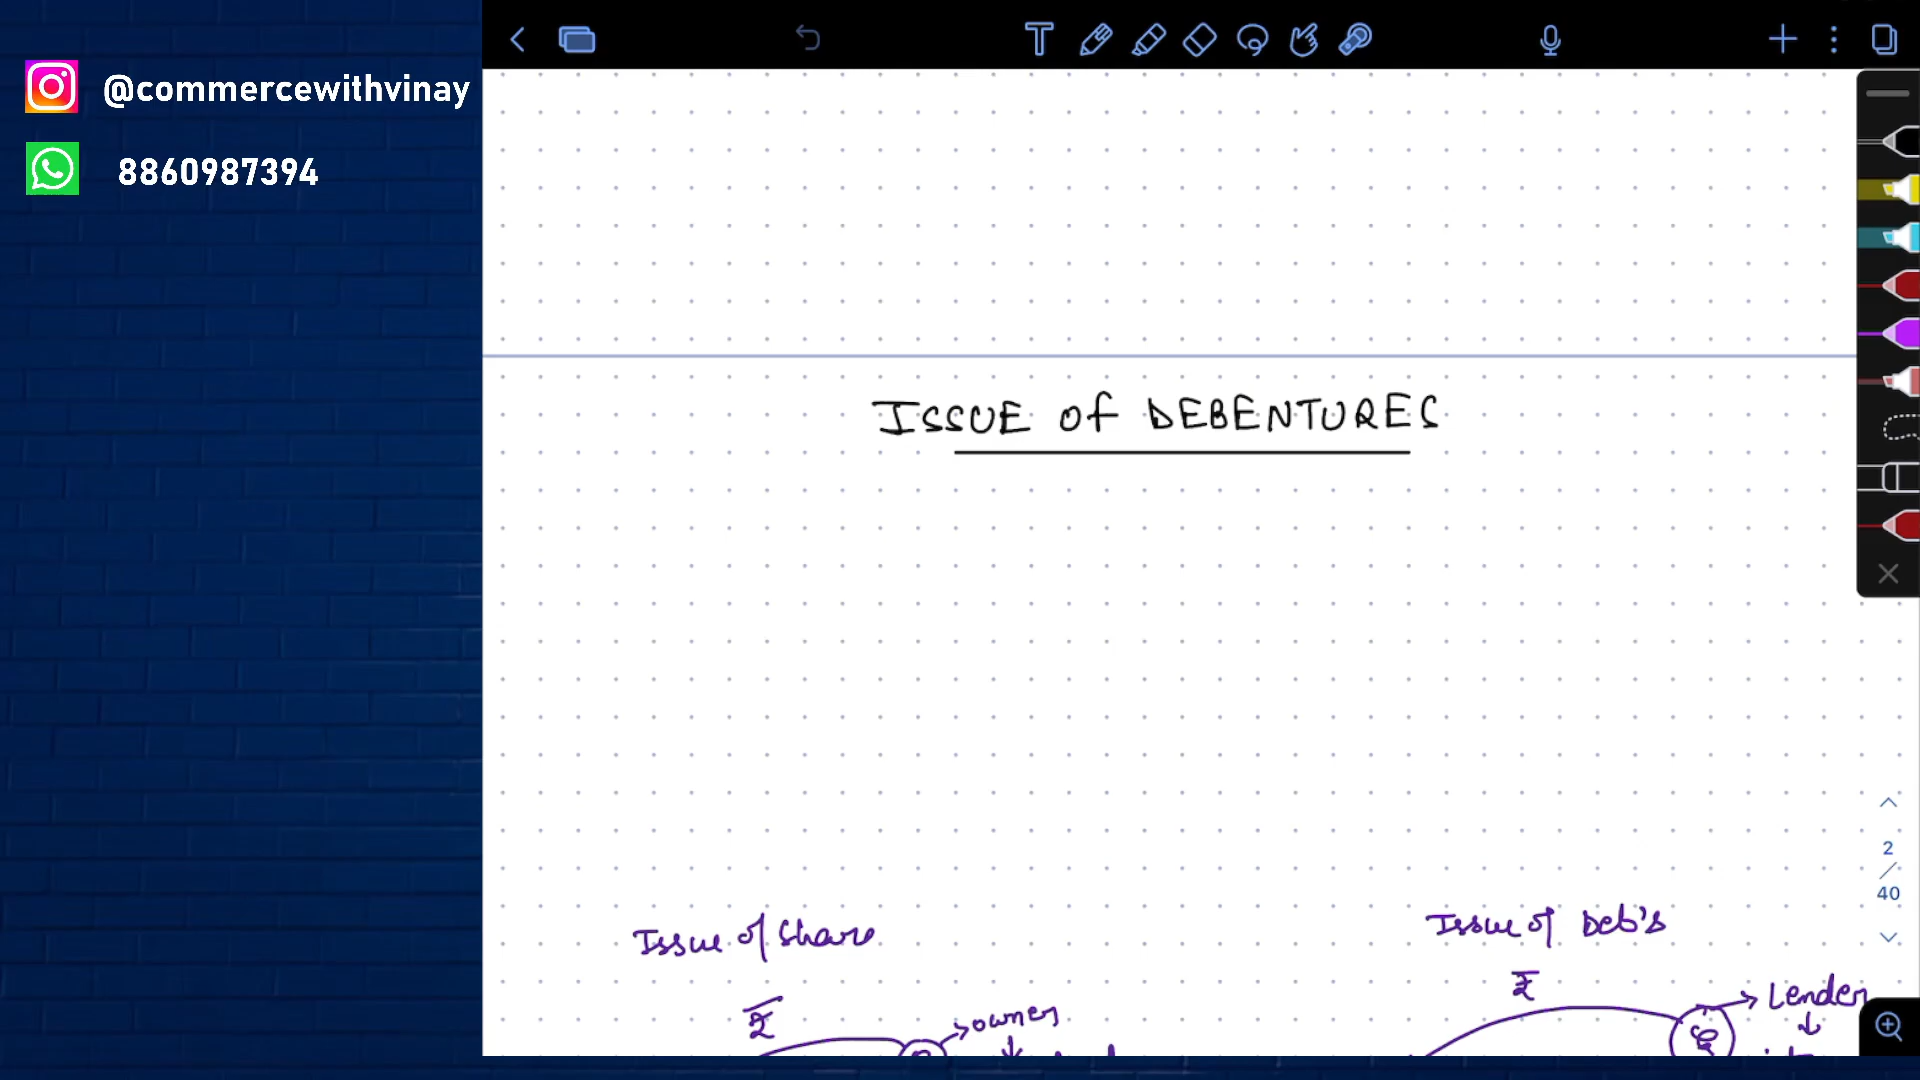 @commercewithvinay
8860987394
ISSUE of DEBENTURES
2
/
40
Issue of Share
Issue of Deb's
₹
₹
owner
Lender